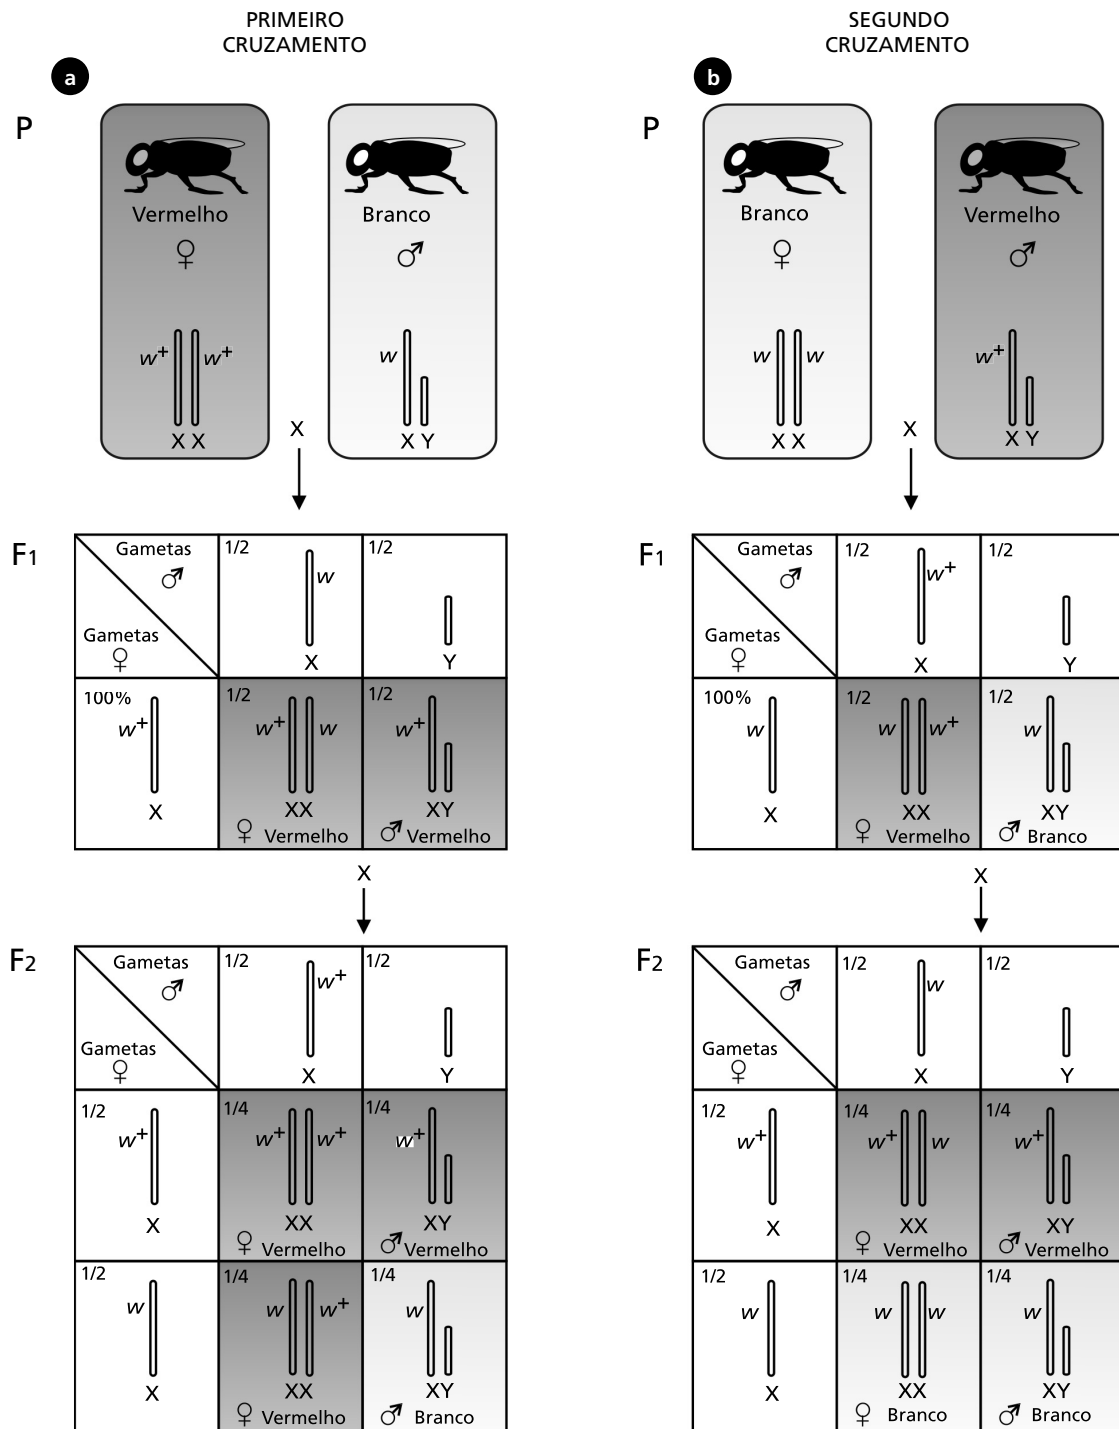 PRIMEIRO
CRUZAMENTO
a
P
Vermelho
♀
w+ w+
X X
X
Branco
♂
w
X Y
F1
Gametas
♂
Gametas
♀
1/2
w
X
1/2
Y
100%
w+
X
1/2
w+ w
XX
♀ Vermelho
1/2
w+
XY
♂ Vermelho
X
F2
Gametas
♂
Gametas
♀
1/2
w+
X
1/2
Y
1/2
w+
X
1/4
w+ w+
XX
♀ Vermelho
1/4
w+
XY
♂ Vermelho
1/2
w
X
1/4
w w+
XX
♀ Vermelho
1/4
w
XY
♂ Branco
SEGUNDO
CRUZAMENTO
b
P
Branco
♀
w w
X X
X
Vermelho
♂
w+
X Y
F1
Gametas
♂
Gametas
♀
1/2
w+
X
1/2
Y
100%
w
X
1/2
w w+
XX
♀ Vermelho
1/2
w
XY
♂ Branco
X
F2
Gametas
♂
Gametas
♀
1/2
w
X
1/2
Y
1/2
w+
X
1/4
w+ w
XX
♀ Vermelho
1/4
w+
XY
♂ Vermelho
1/2
w
X
1/4
w w
XX
♀ Branco
1/4
w
XY
♂ Branco